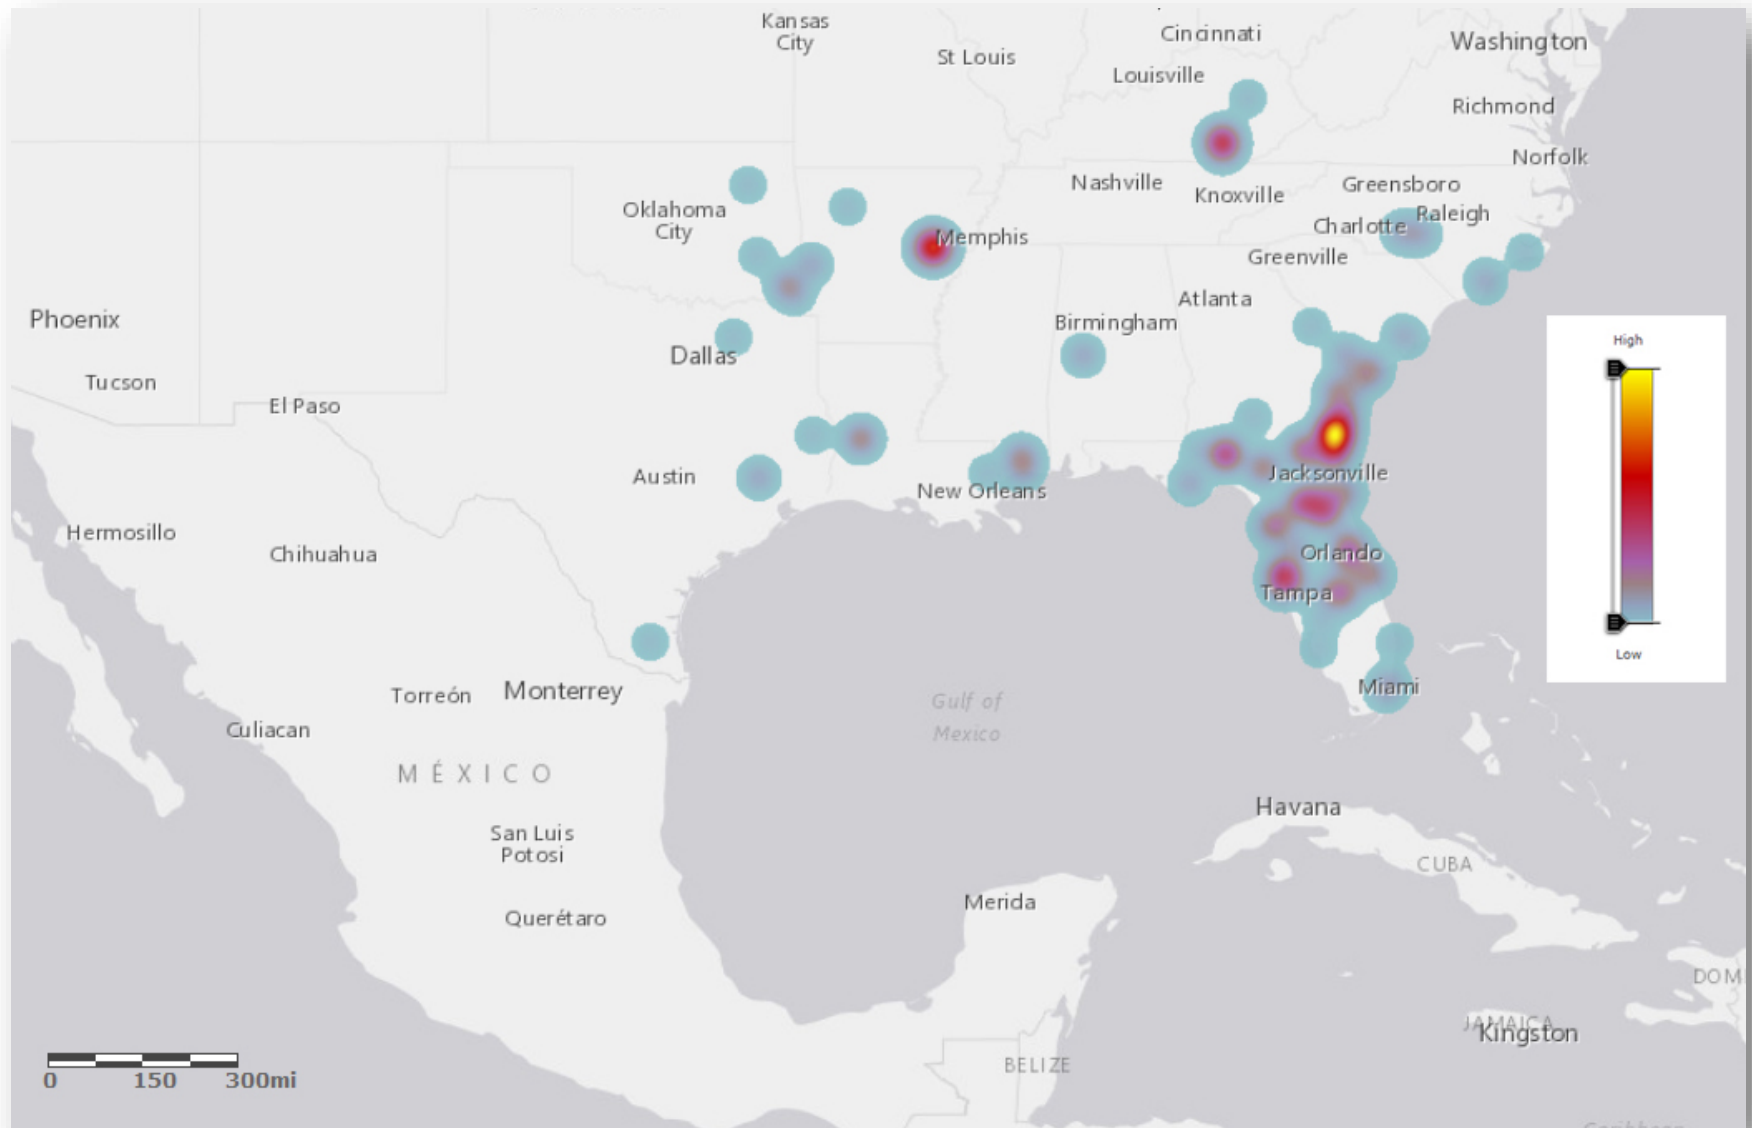 Kansas
City
St Louis
Cincinnati
Washington
Louisville
Richmond
Norfolk
Nashville
Knoxville
Greensboro
Raleigh
Charlotte
Oklahoma
City
Memphis
Greenville
Atlanta
Phoenix
Birmingham
Dallas
High
Tucson
El Paso
Austin
Jacksonville
New Orleans
Hermosillo
Chihuahua
Orlando
Tampa
Low
Torreón
Monterrey
Miami
Gulf of
Mexico
Culiacan
MÉXICO
Havana
San Luis
Potosi
CUBA
Merida
Querétaro
DOM
JAMAICA
Kingston
BELIZE
0 150 300mi